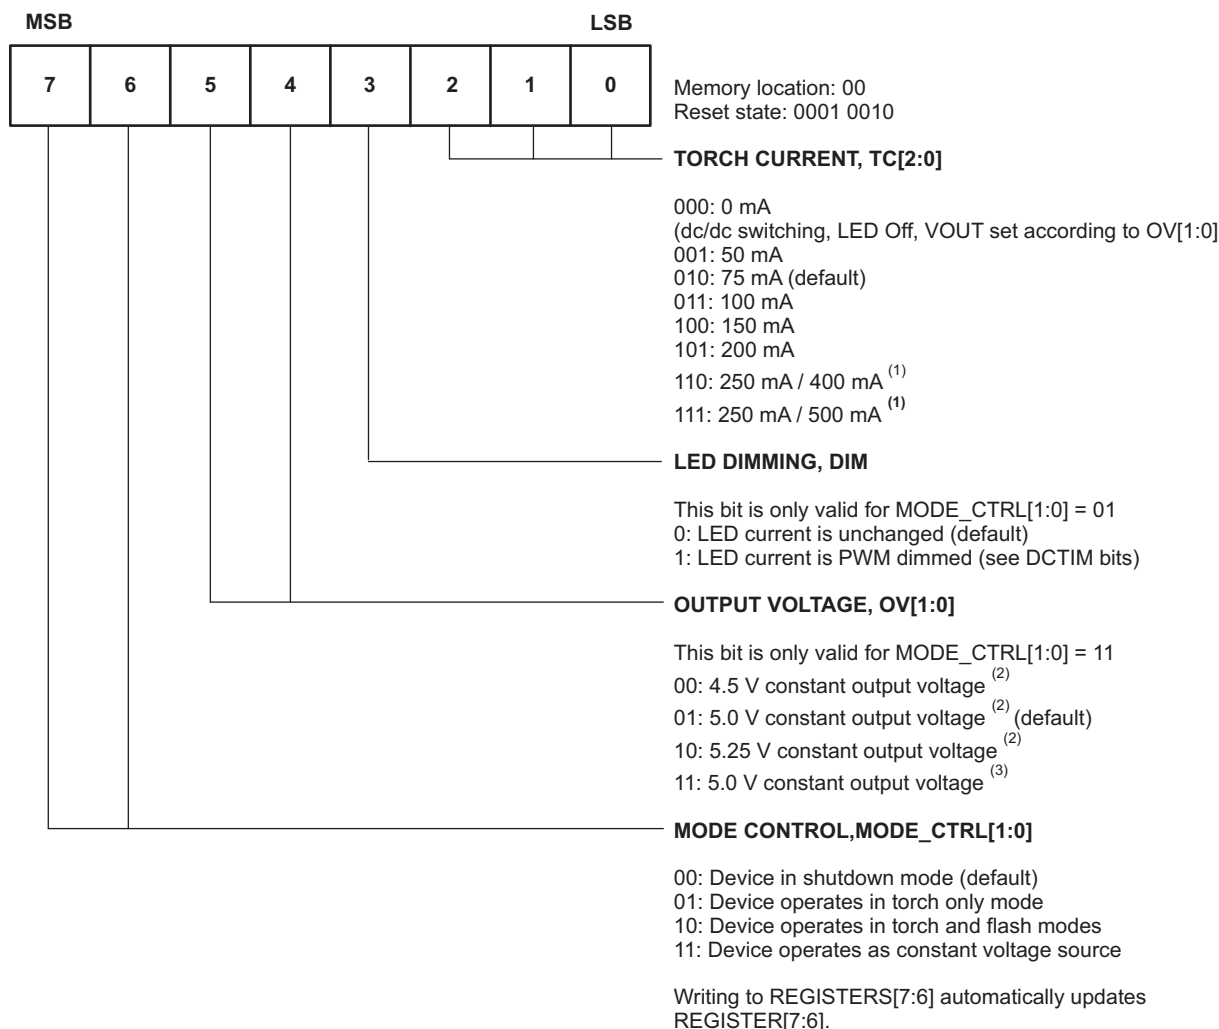 MSB LSB
7 6 5 4 3 2 1 0
Memory location: 00
Reset state: 0001 0010
TORCH CURRENT, TC[2:0]
000: 0 mA
(dc/dc switching, LED Off, VOUT set according to OV[1:0]
001: 50 mA
010: 75 mA (default)
011: 100 mA
100: 150 mA
101: 200 mA
110: 250 mA / 400 mA (1)
111: 250 mA / 500 mA (1)
LED DIMMING, DIM
This bit is only valid for MODE_CTRL[1:0] = 01
0: LED current is unchanged (default)
1: LED current is PWM dimmed (see DCTIM bits)
OUTPUT VOLTAGE, OV[1:0]
This bit is only valid for MODE_CTRL[1:0] = 11
00: 4.5 V constant output voltage (2)
01: 5.0 V constant output voltage (2) (default)
10: 5.25 V constant output voltage (2)
11: 5.0 V constant output voltage (3)
MODE CONTROL,MODE_CTRL[1:0]
00: Device in shutdown mode (default)
01: Device operates in torch only mode
10: Device operates in torch and flash modes
11: Device operates as constant voltage source
Writing to REGISTERS[7:6] automatically updates
REGISTER[7:6].